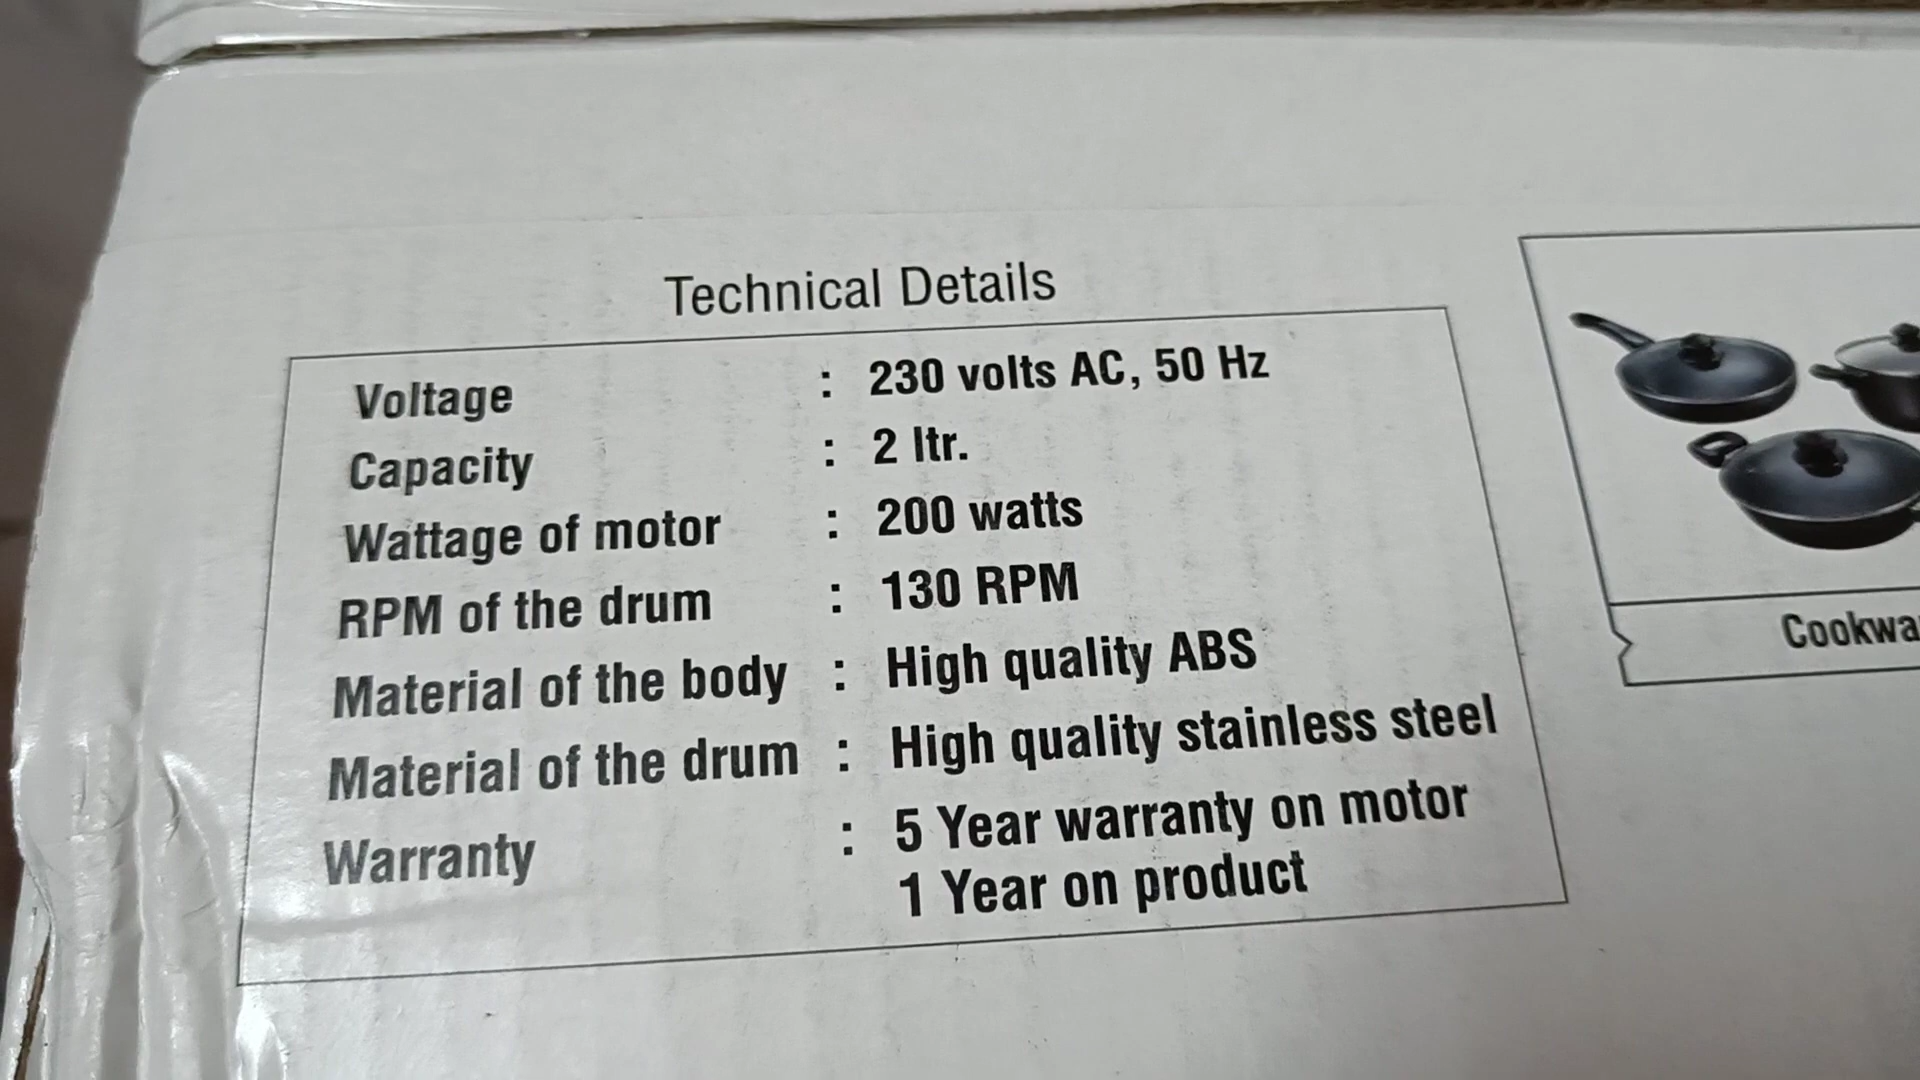 Technical Details
Voltage : 230 volts AC, 50 Hz
Capacity : 2 ltr.
Wattage of motor : 200 watts
RPM of the drum : 130 RPM
Material of the body : High quality ABS
Material of the drum : High quality stainless steel
Warranty : 5 Year warranty on motor
1 Year on product